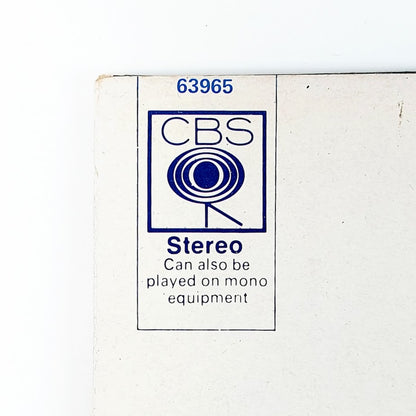 63965
CBS
Stereo
Can also be
played on mono
equipment